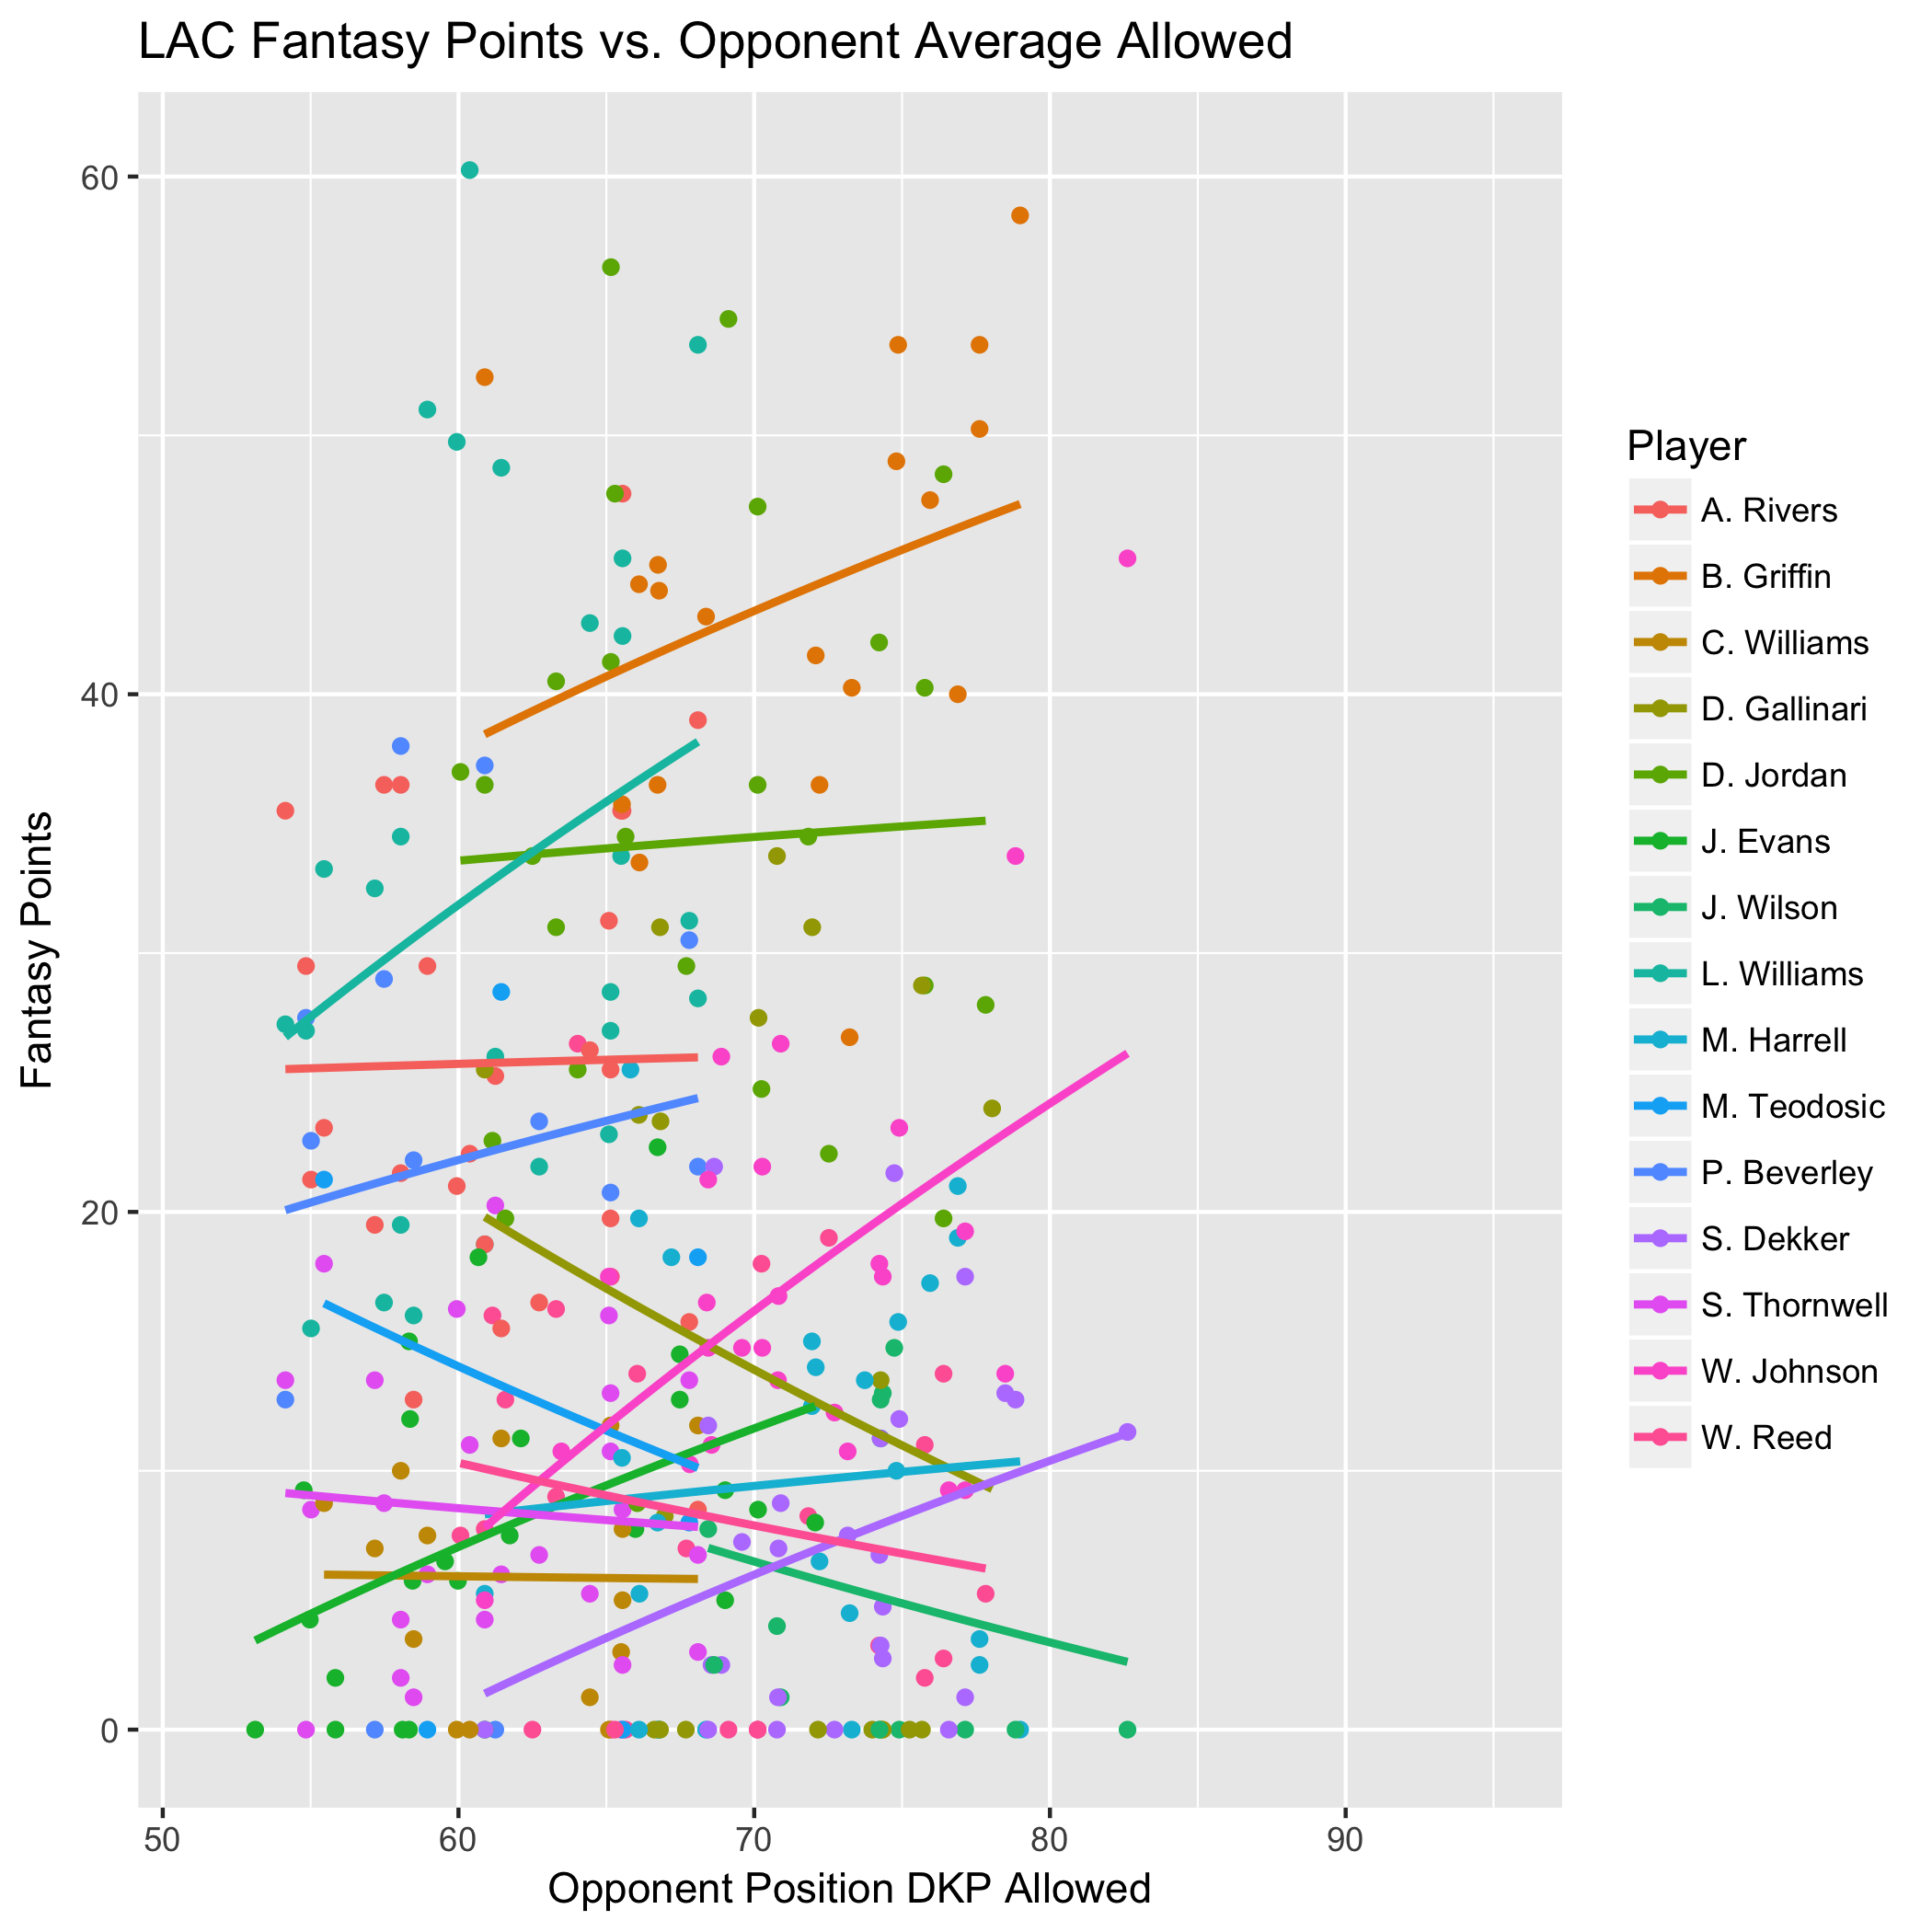 LAC Fantasy Points vs. Opponent Average Allowed
60
40
20
0
Fantasy Points
50 60 70 80 90
Opponent Position DKP Allowed
Player
A. Rivers
B. Griffin
C. Williams
D. Gallinari
D. Jordan
J. Evans
J. Wilson
L. Williams
M. Harrell
M. Teodosic
P. Beverley
S. Dekker
S. Thornwell
W. Johnson
W. Reed